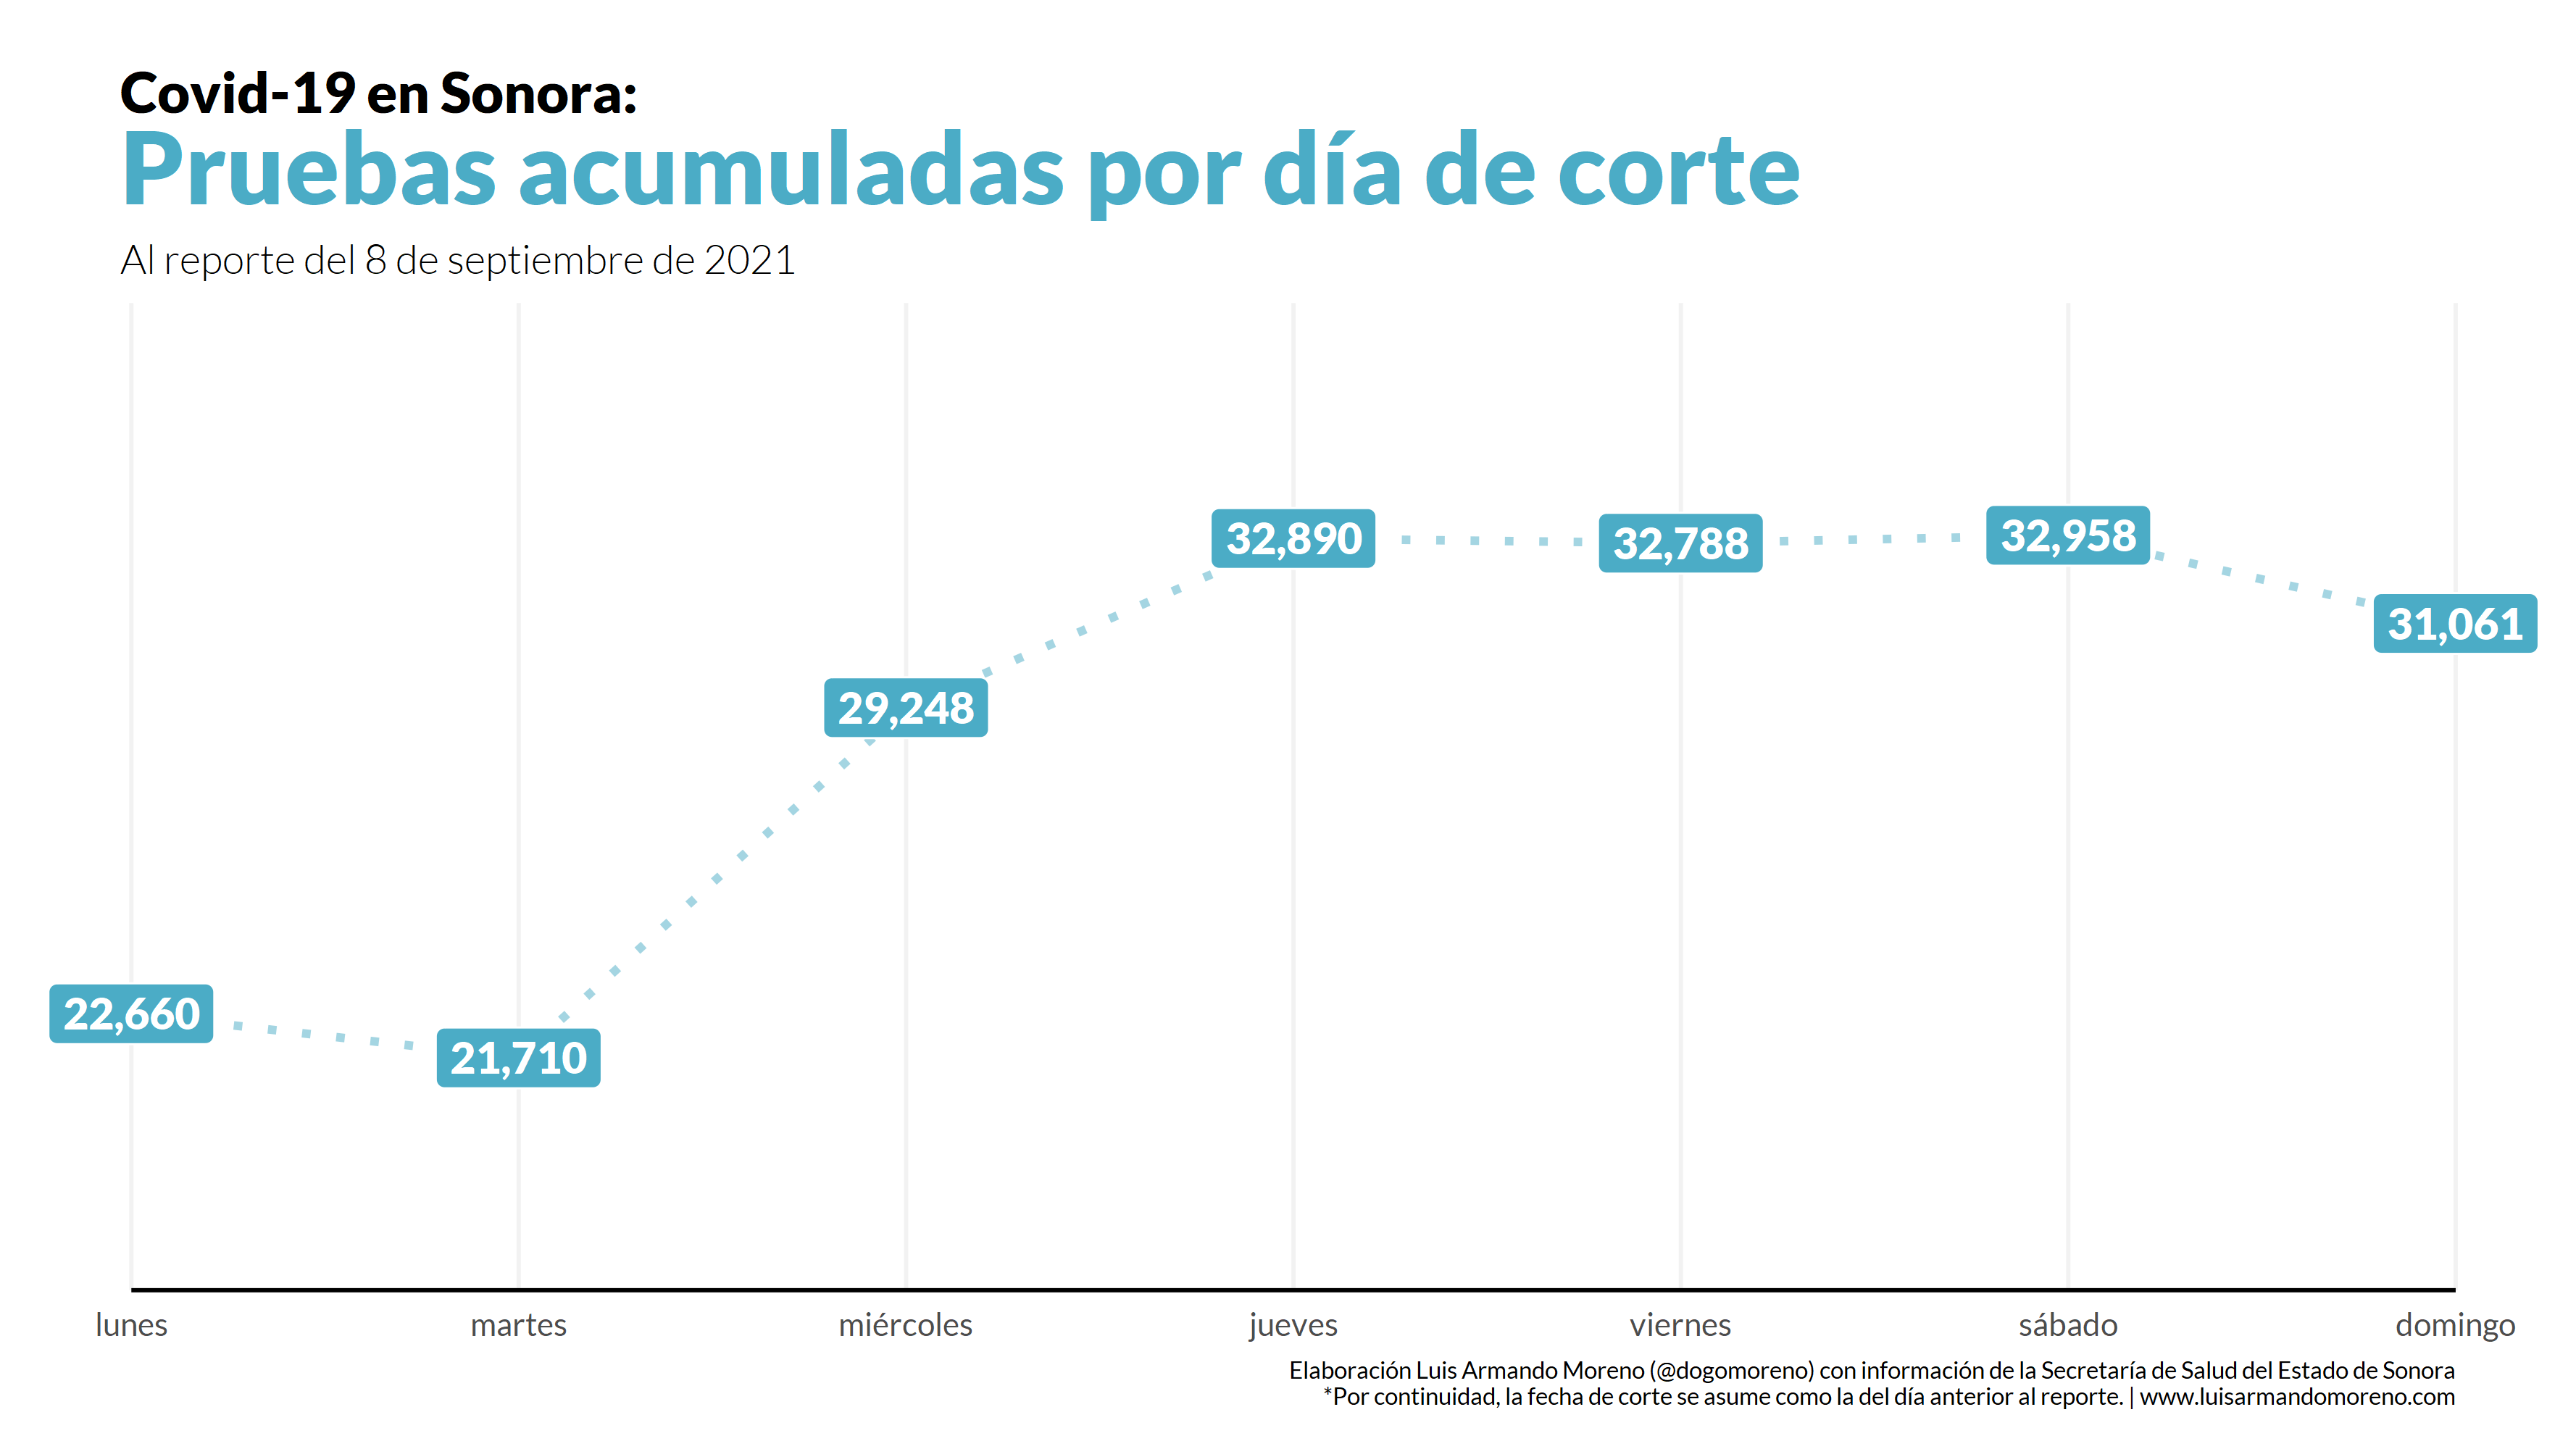 Covid-19 en Sonora:
Pruebas acumuladas por día de corte
Al reporte del 8 de septiembre de 2021
32,890
32,788
32,958
31,061
29,248
22,660
21,710
lunes
martes
miércoles
jueves
viernes
sábado
domingo
Elaboración Luis Armando Moreno (@dogomoreno) con información de la Secretaría de Salud del Estado de Sonora
*Por continuidad, la fecha de corte se asume como la del día anterior al reporte. | www.luisarmandomoreno.com